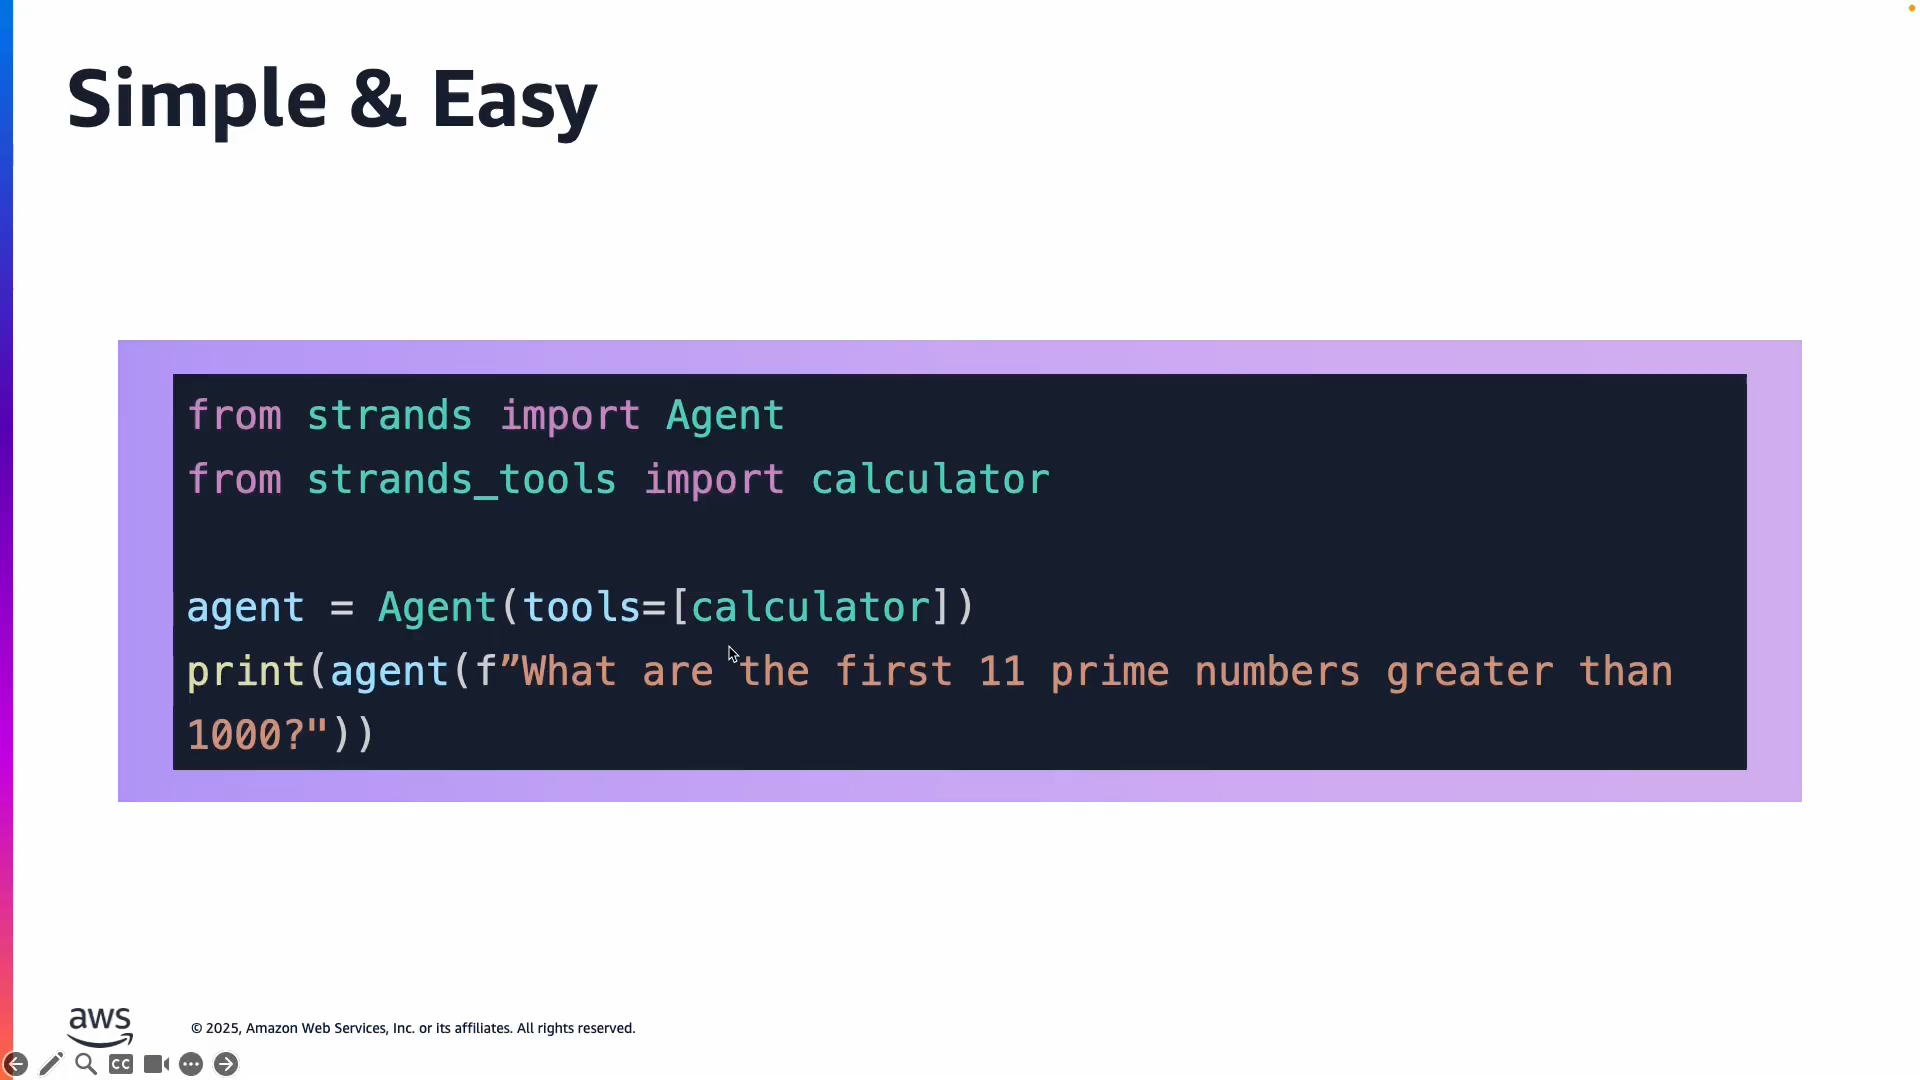 Simple & Easy
from strands import Agent
from strands_tools import calculator
agent = Agent(tools=[calculator])
print(agent(f”What are the first 11 prime numbers greater than
1000?"))
aws
© 2025, Amazon Web Services, Inc. or its affiliates. All rights reserved.
CC